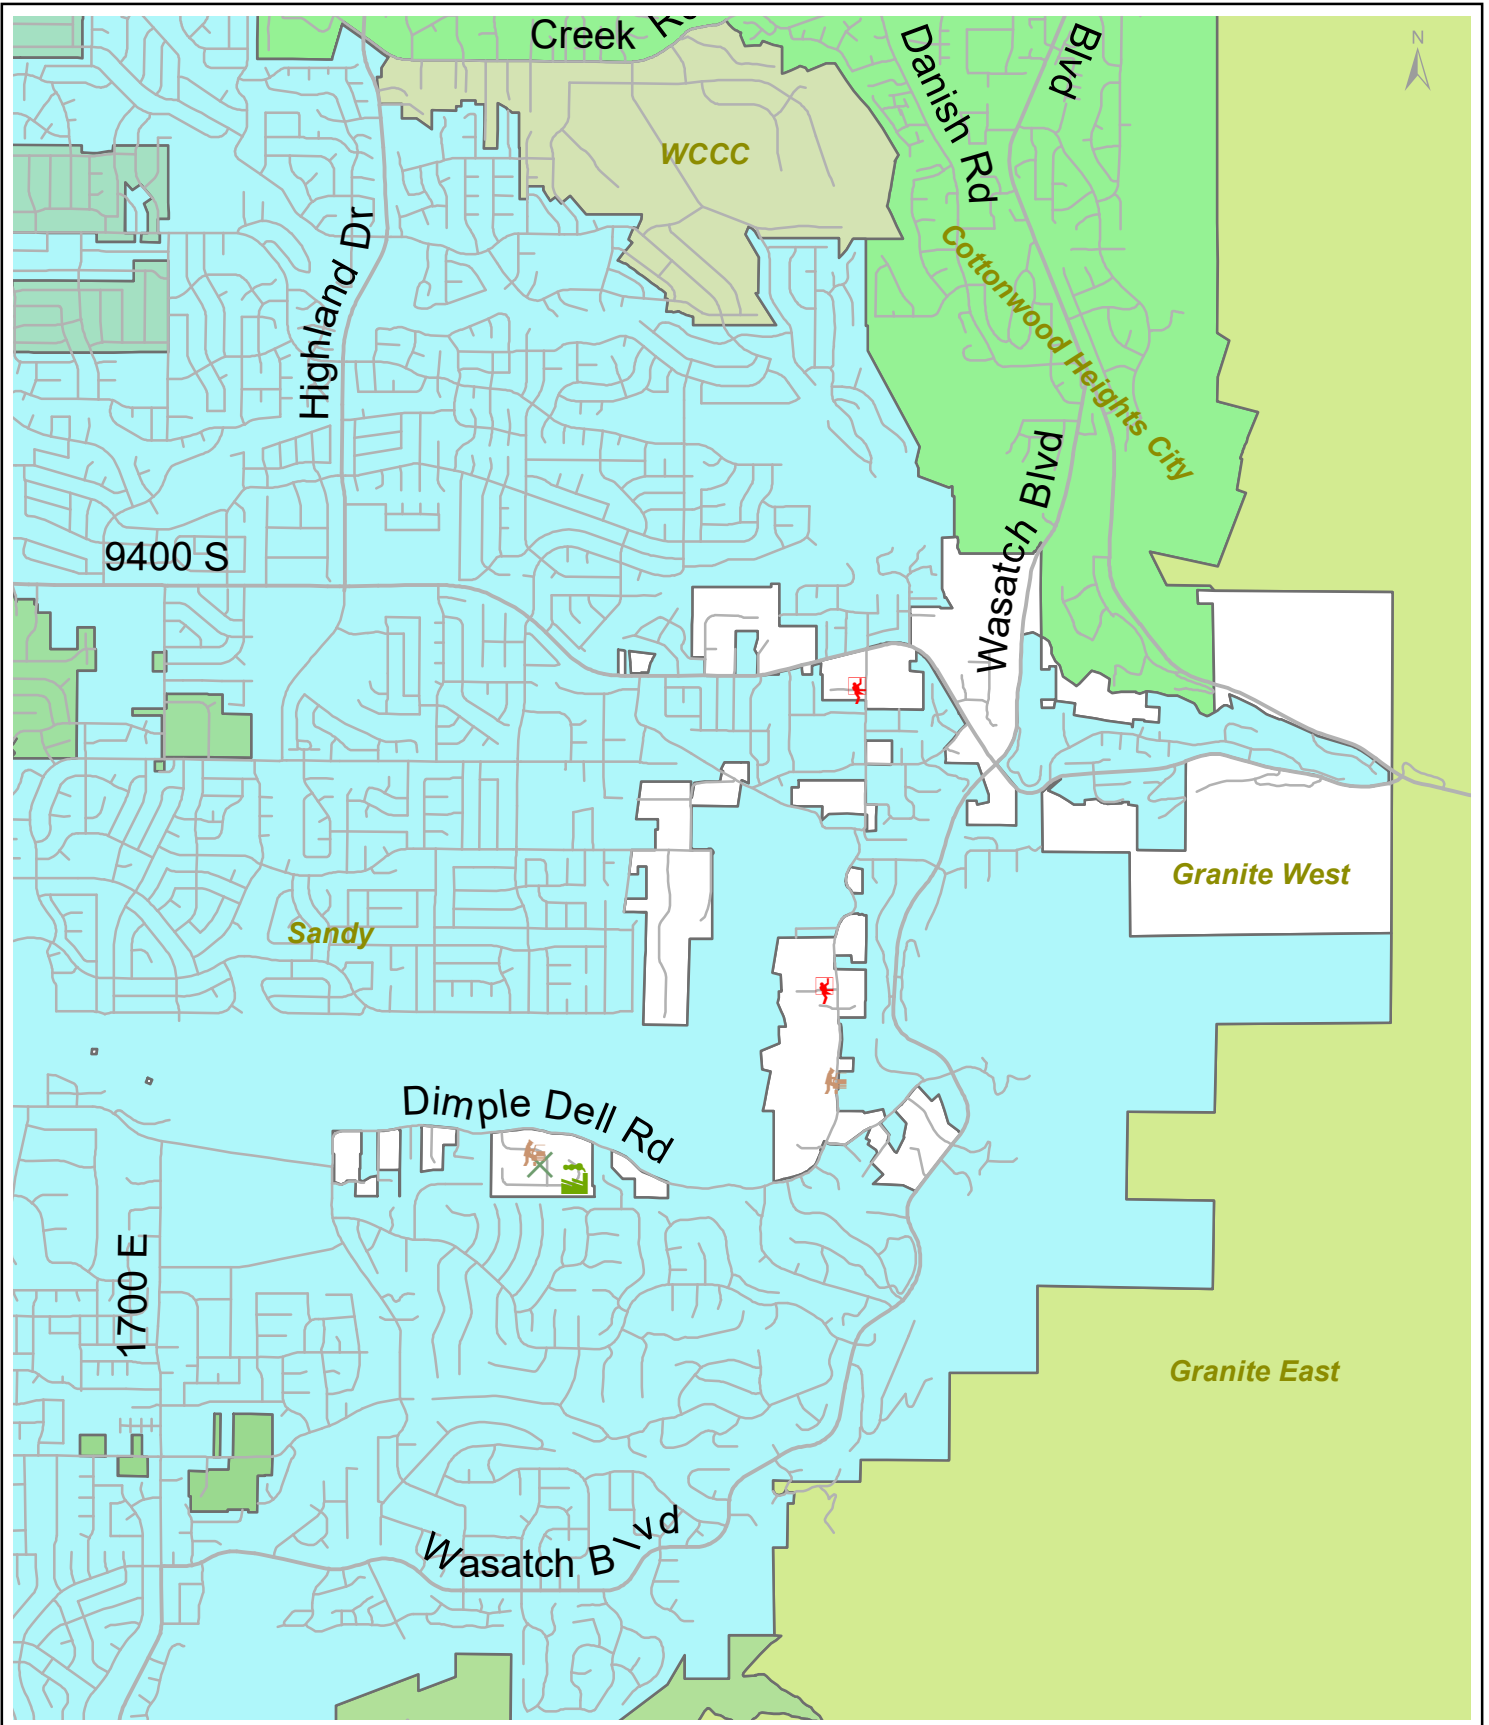 Creek
Danish Rd
Blvd
N
WCCC
Highland Dr
Cottonwood Heights City
Wasatch Blvd
9400 S
Granite West
Sandy
Dimple Dell Rd
1700 E
Granite East
Wasatch Blvd